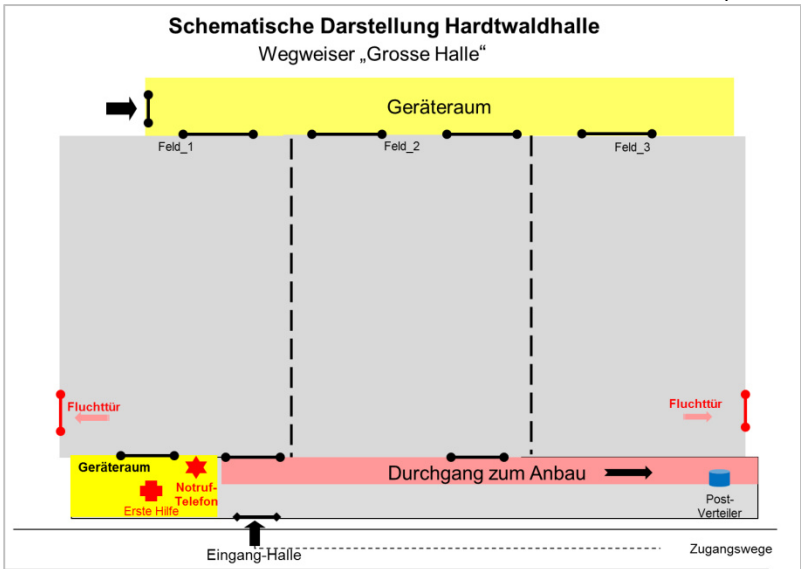 Schematische Darstellung Hardtwaldhalle
Wegweiser „Grosse Halle“
Geräteraum
Feld_1
Feld_2
Feld_3
Fluchttür
Fluchttür
Geräteraum
Notruf-
Telefon
Erste Hilfe
Durchgang zum Anbau
Post-
Verteiler
Eingang-Halle
Zugangswege